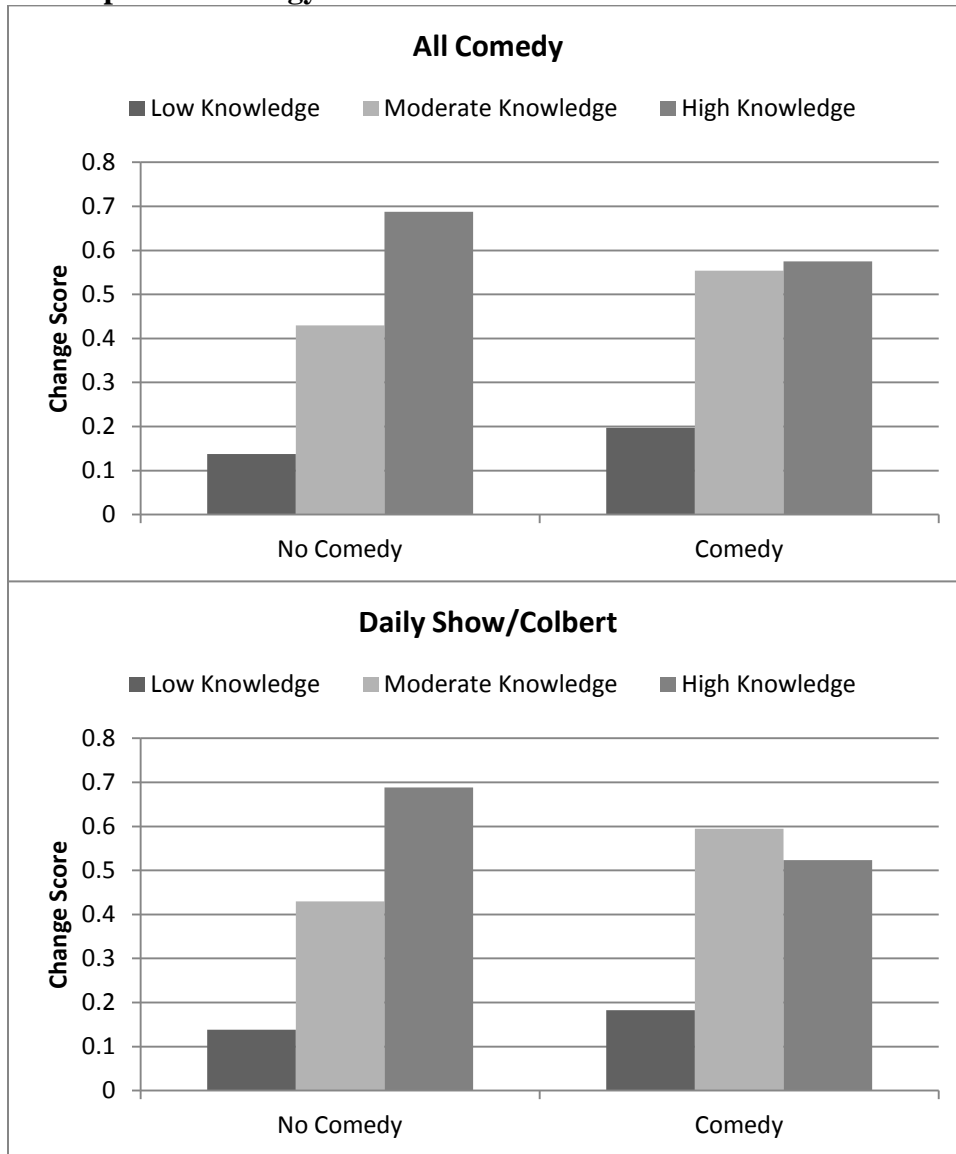 All Comedy
Low Knowledge Moderate Knowledge High Knowledge
0.8
0.7
0.6
0.5
0.4
0.3
0.2
0.1
0
Change Score
No Comedy Comedy
Daily Show/Colbert
Low Knowledge Moderate Knowledge High Knowledge
0.8
0.7
0.6
0.5
0.4
0.3
0.2
0.1
0
Change Score
No Comedy Comedy